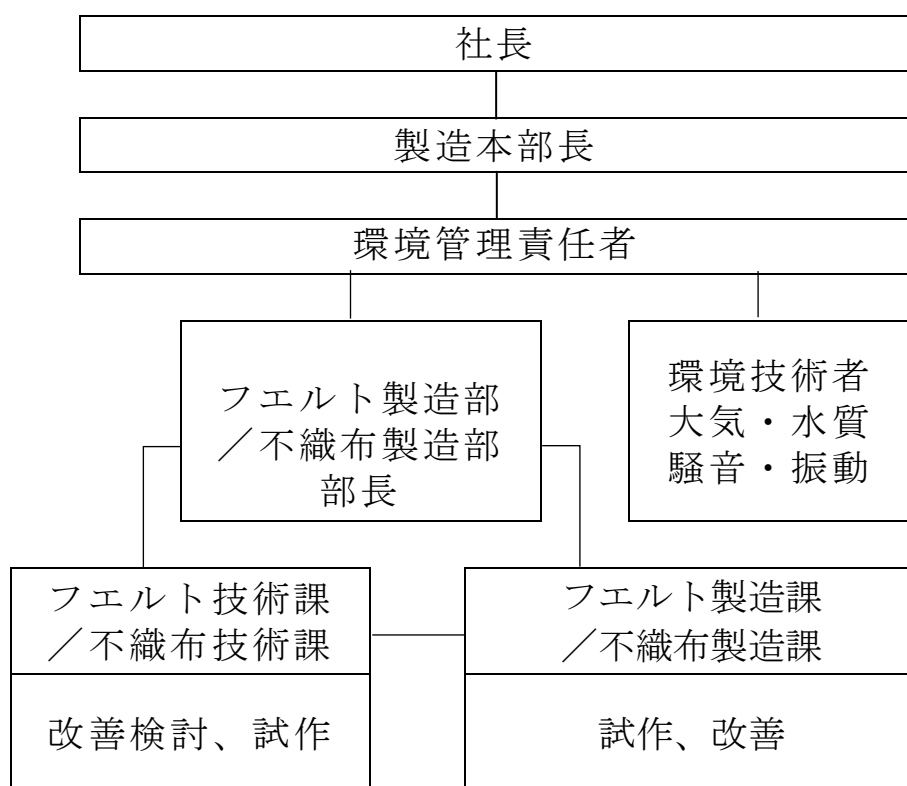 社長
製造本部長
環境管理責任者
フエルト製造部
／不織布製造部
部長
環境技術者
大気・水質
騒音・振動
フエルト技術課
／不織布技術課
改善検討、試作
フエルト製造課
／不織布製造課
試作、改善